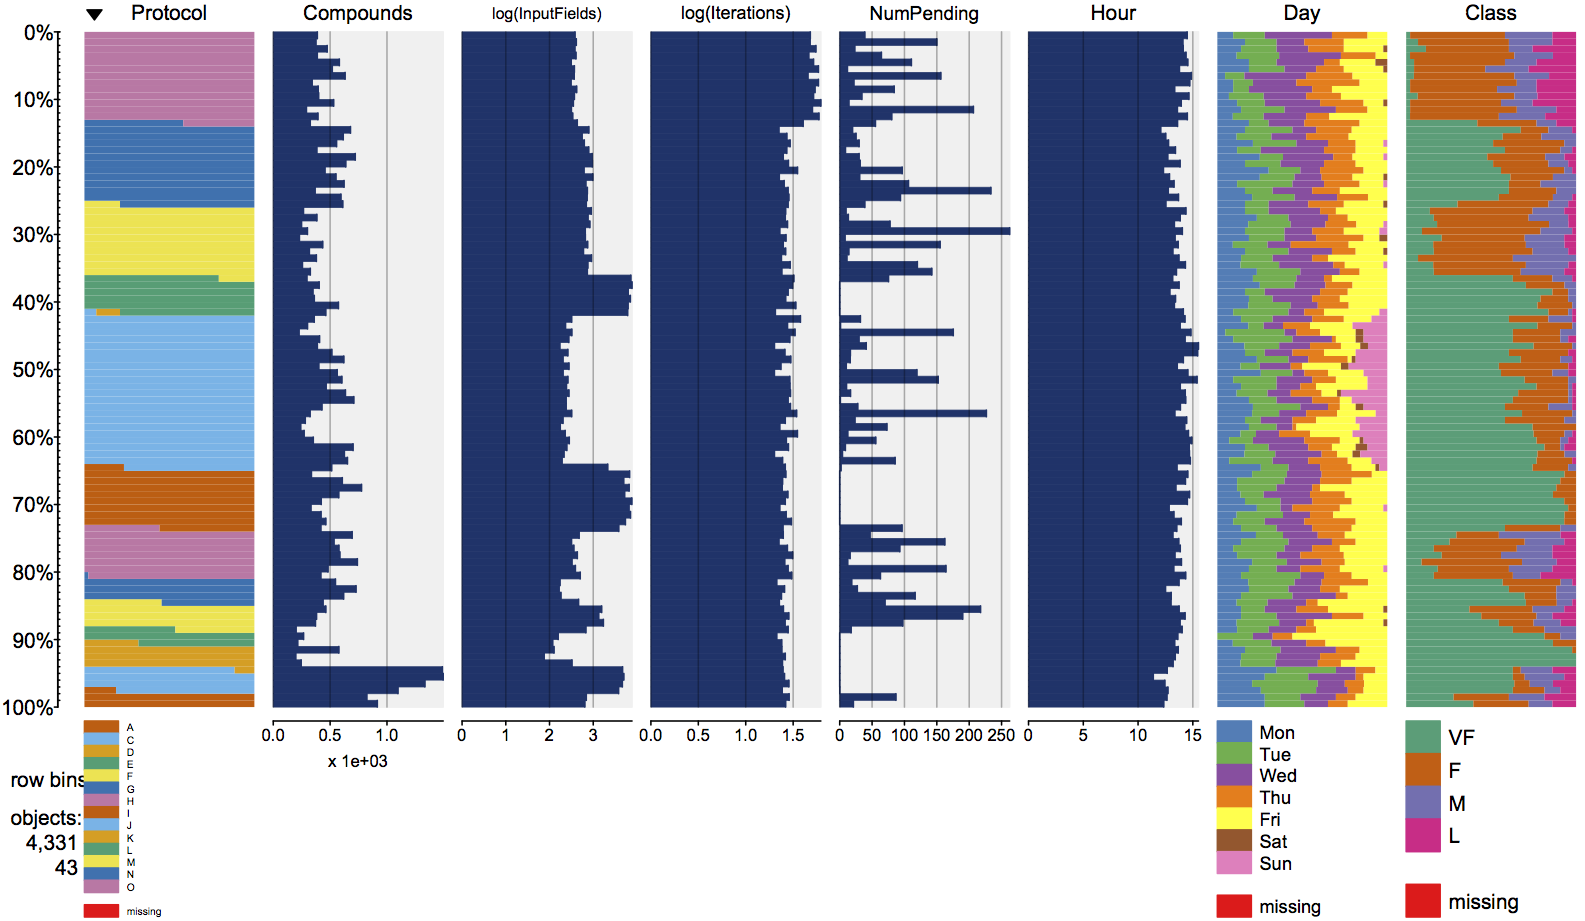 Protocol Compounds log(InputFields) log(Iterations) NumPending Hour Day Class
0%
10%
20%
30%
40%
50%
60%
70%
80%
90%
100%
0.0 0.5 1.0 0 1 2 3 0.0 0.5 1.0 1.5 0 50 100 150 200 250 0 5 10 15
x 1e+03
row bins
objects:
4,331
43
A
C
D
E
F
G
H
I
J
K
L
M
N
O
missing
Mon
Tue
Wed
Thu
Fri
Sat
Sun
missing
VF
F
M
L
missing